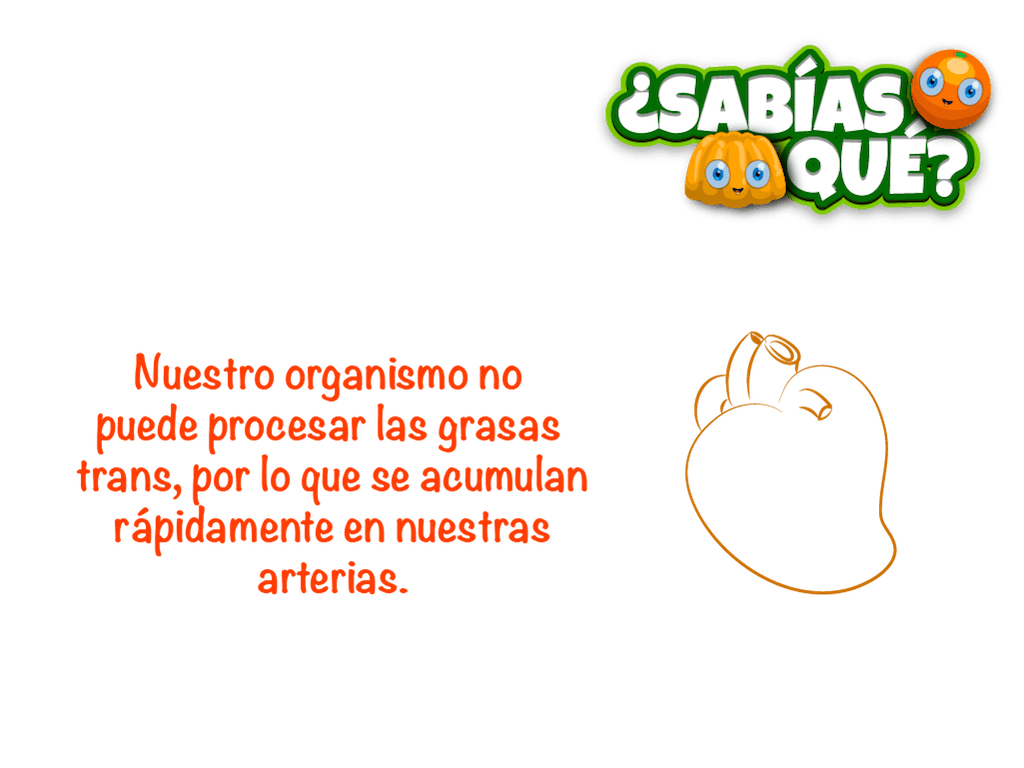 ¿SABÍAS
QUÉ?
Nuestro organismo no
puede procesar las grasas
trans, por lo que se acumulan
rápidamente en nuestras
arterias.